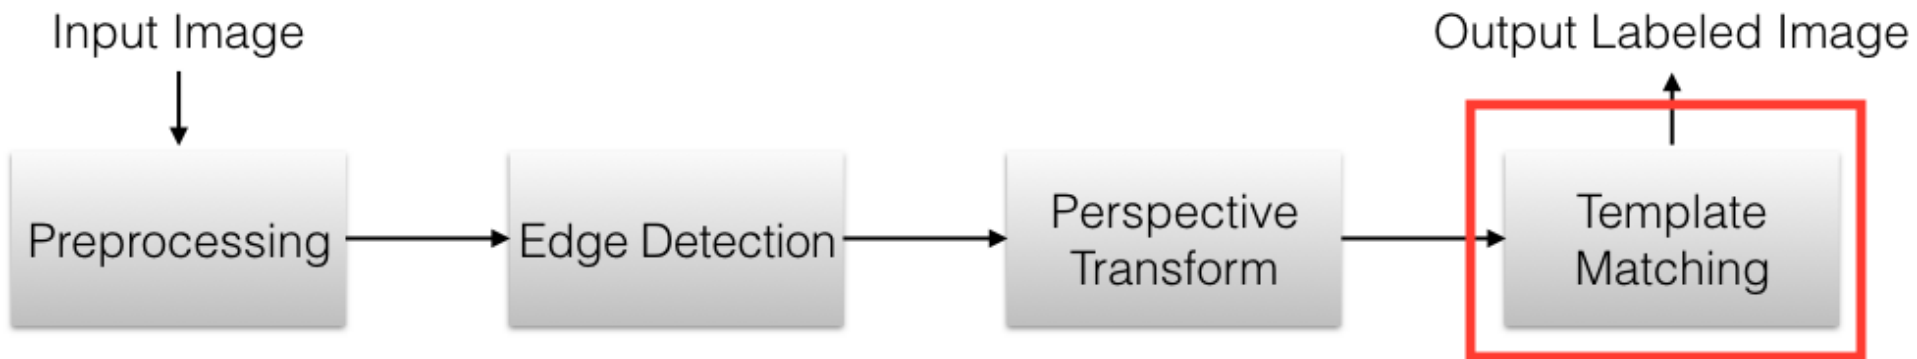 Input Image
Output Labeled Image
Preprocessing
Edge Detection
Perspective
Transform
Template
Matching